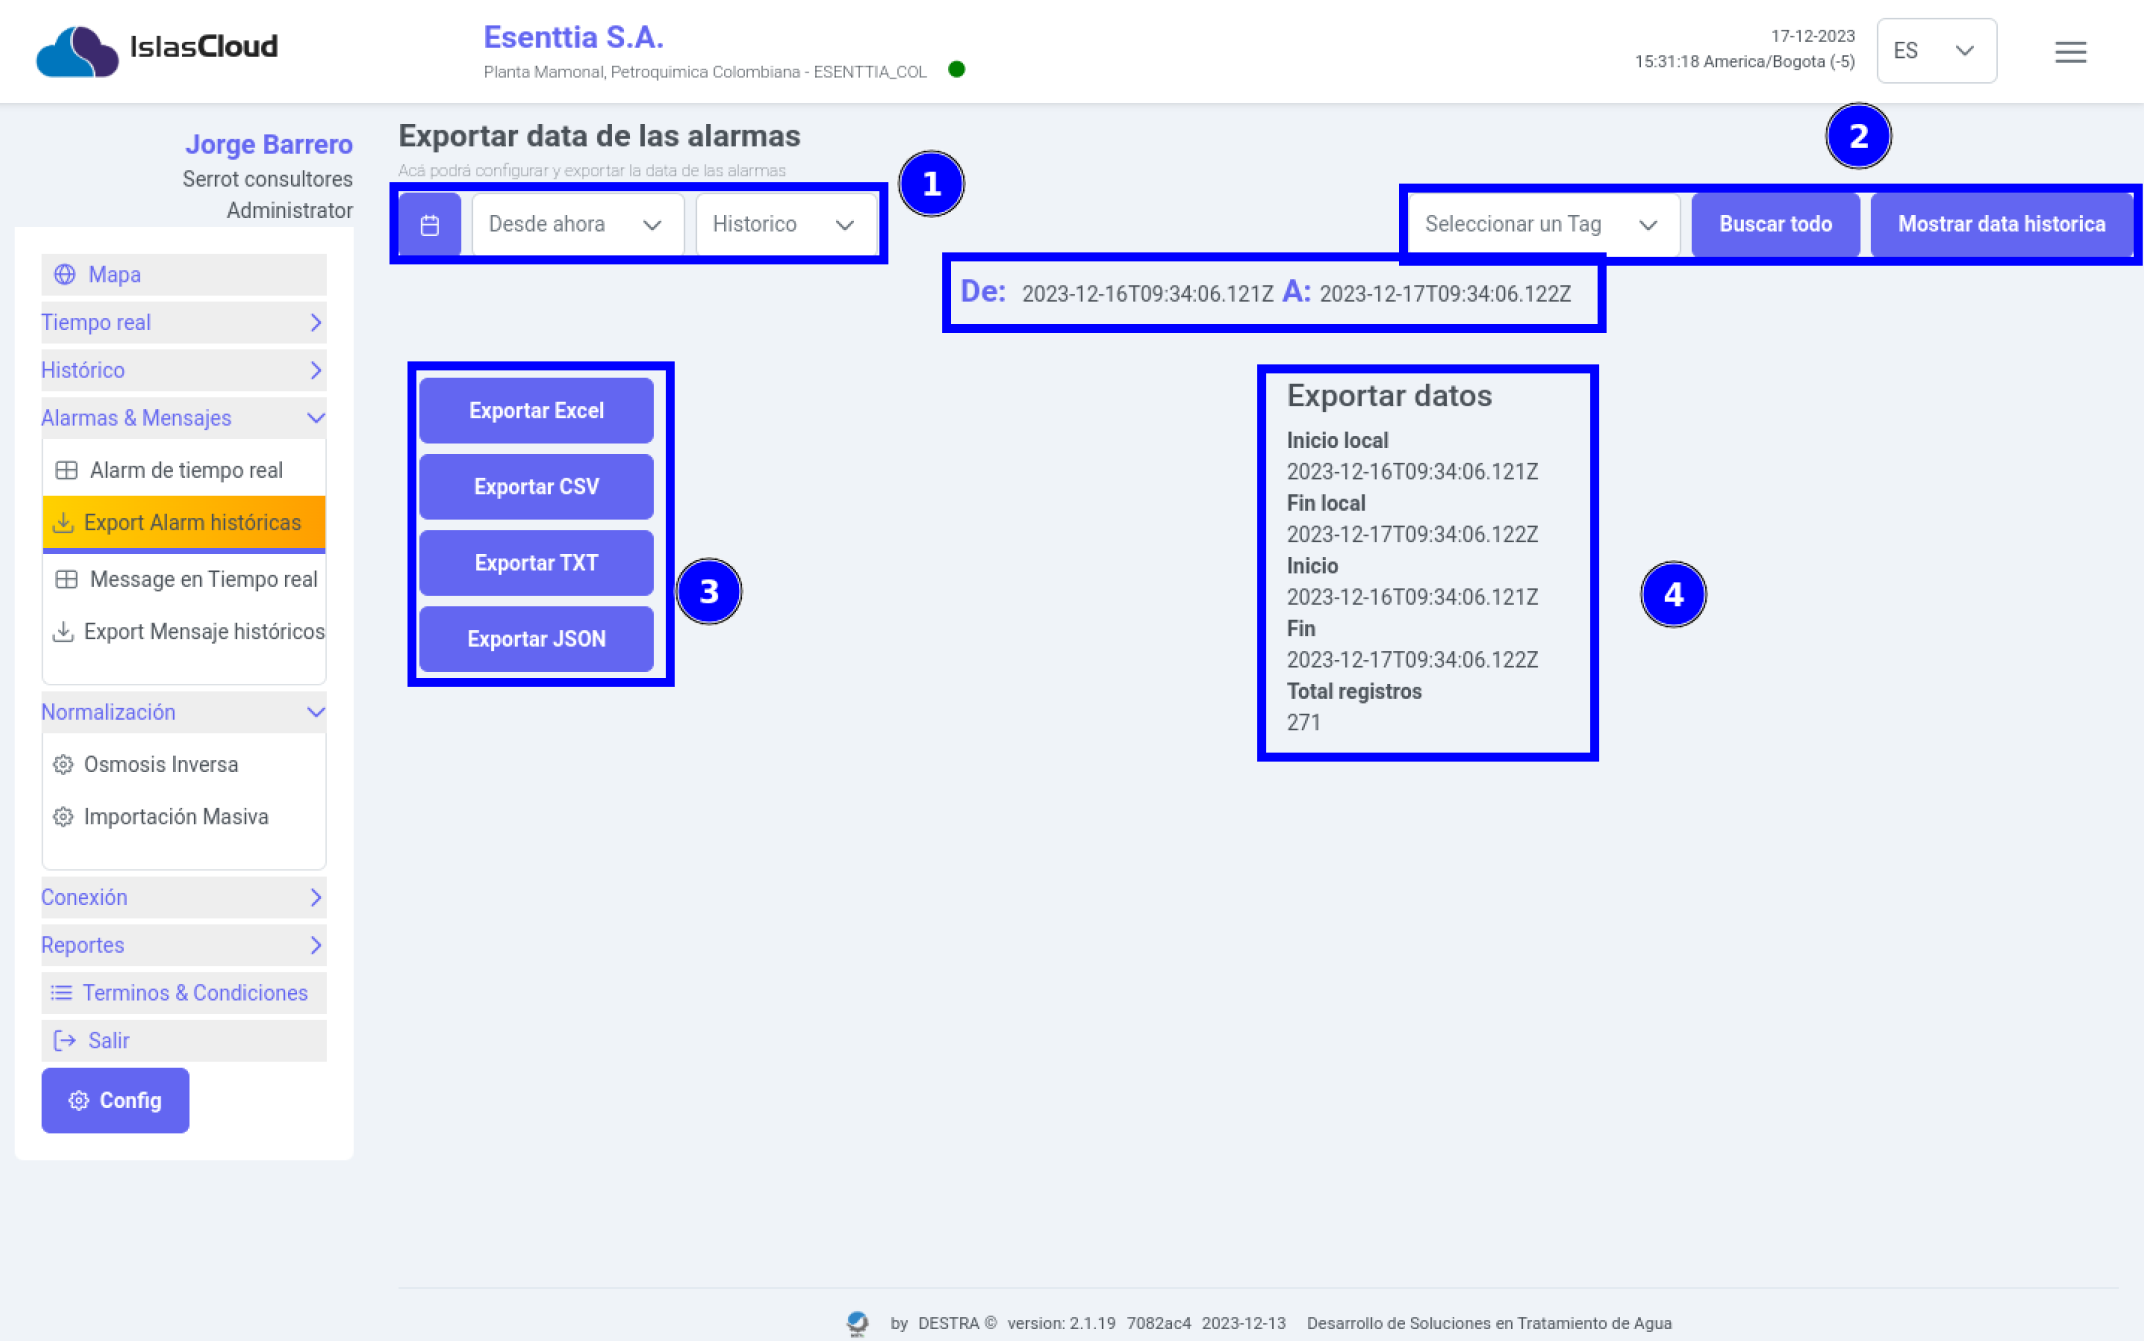 IslasCloud
Esenttia S.A.
Planta Mamonal, Petroquimica Colombiana - ESENTTIA_COL
17-12-2023
15:31:18 America/Bogota (-5)
ES
Jorge Barrero
Serrot consultores
Administrator
Mapa
Tiempo real
Histórico
Alarmas & Mensajes
Alarm de tiempo real
Export Alarm históricas
Message en Tiempo real
Export Mensaje históricos
Normalización
Osmosis Inversa
Importación Masiva
Conexión
Reportes
Terminos & Condiciones
Salir
Config
Exportar data de las alarmas
Acá podrá configurar y exportar la data de las alarmas
1
2
Desde ahora
Historico
Seleccionar un Tag
Buscar todo
Mostrar data historica
De: 2023-12-16T09:34:06.121Z A: 2023-12-17T09:34:06.122Z
Exportar Excel
Exportar CSV
Exportar TXT
Exportar JSON
3
Exportar datos
Inicio local
2023-12-16T09:34:06.121Z
Fin local
2023-12-17T09:34:06.122Z
Inicio
2023-12-16T09:34:06.121Z
Fin
2023-12-17T09:34:06.122Z
Total registros
271
4
by DESTRA © version: 2.1.19 7082ac4 2023-12-13 Desarrollo de Soluciones en Tratamiento de Agua